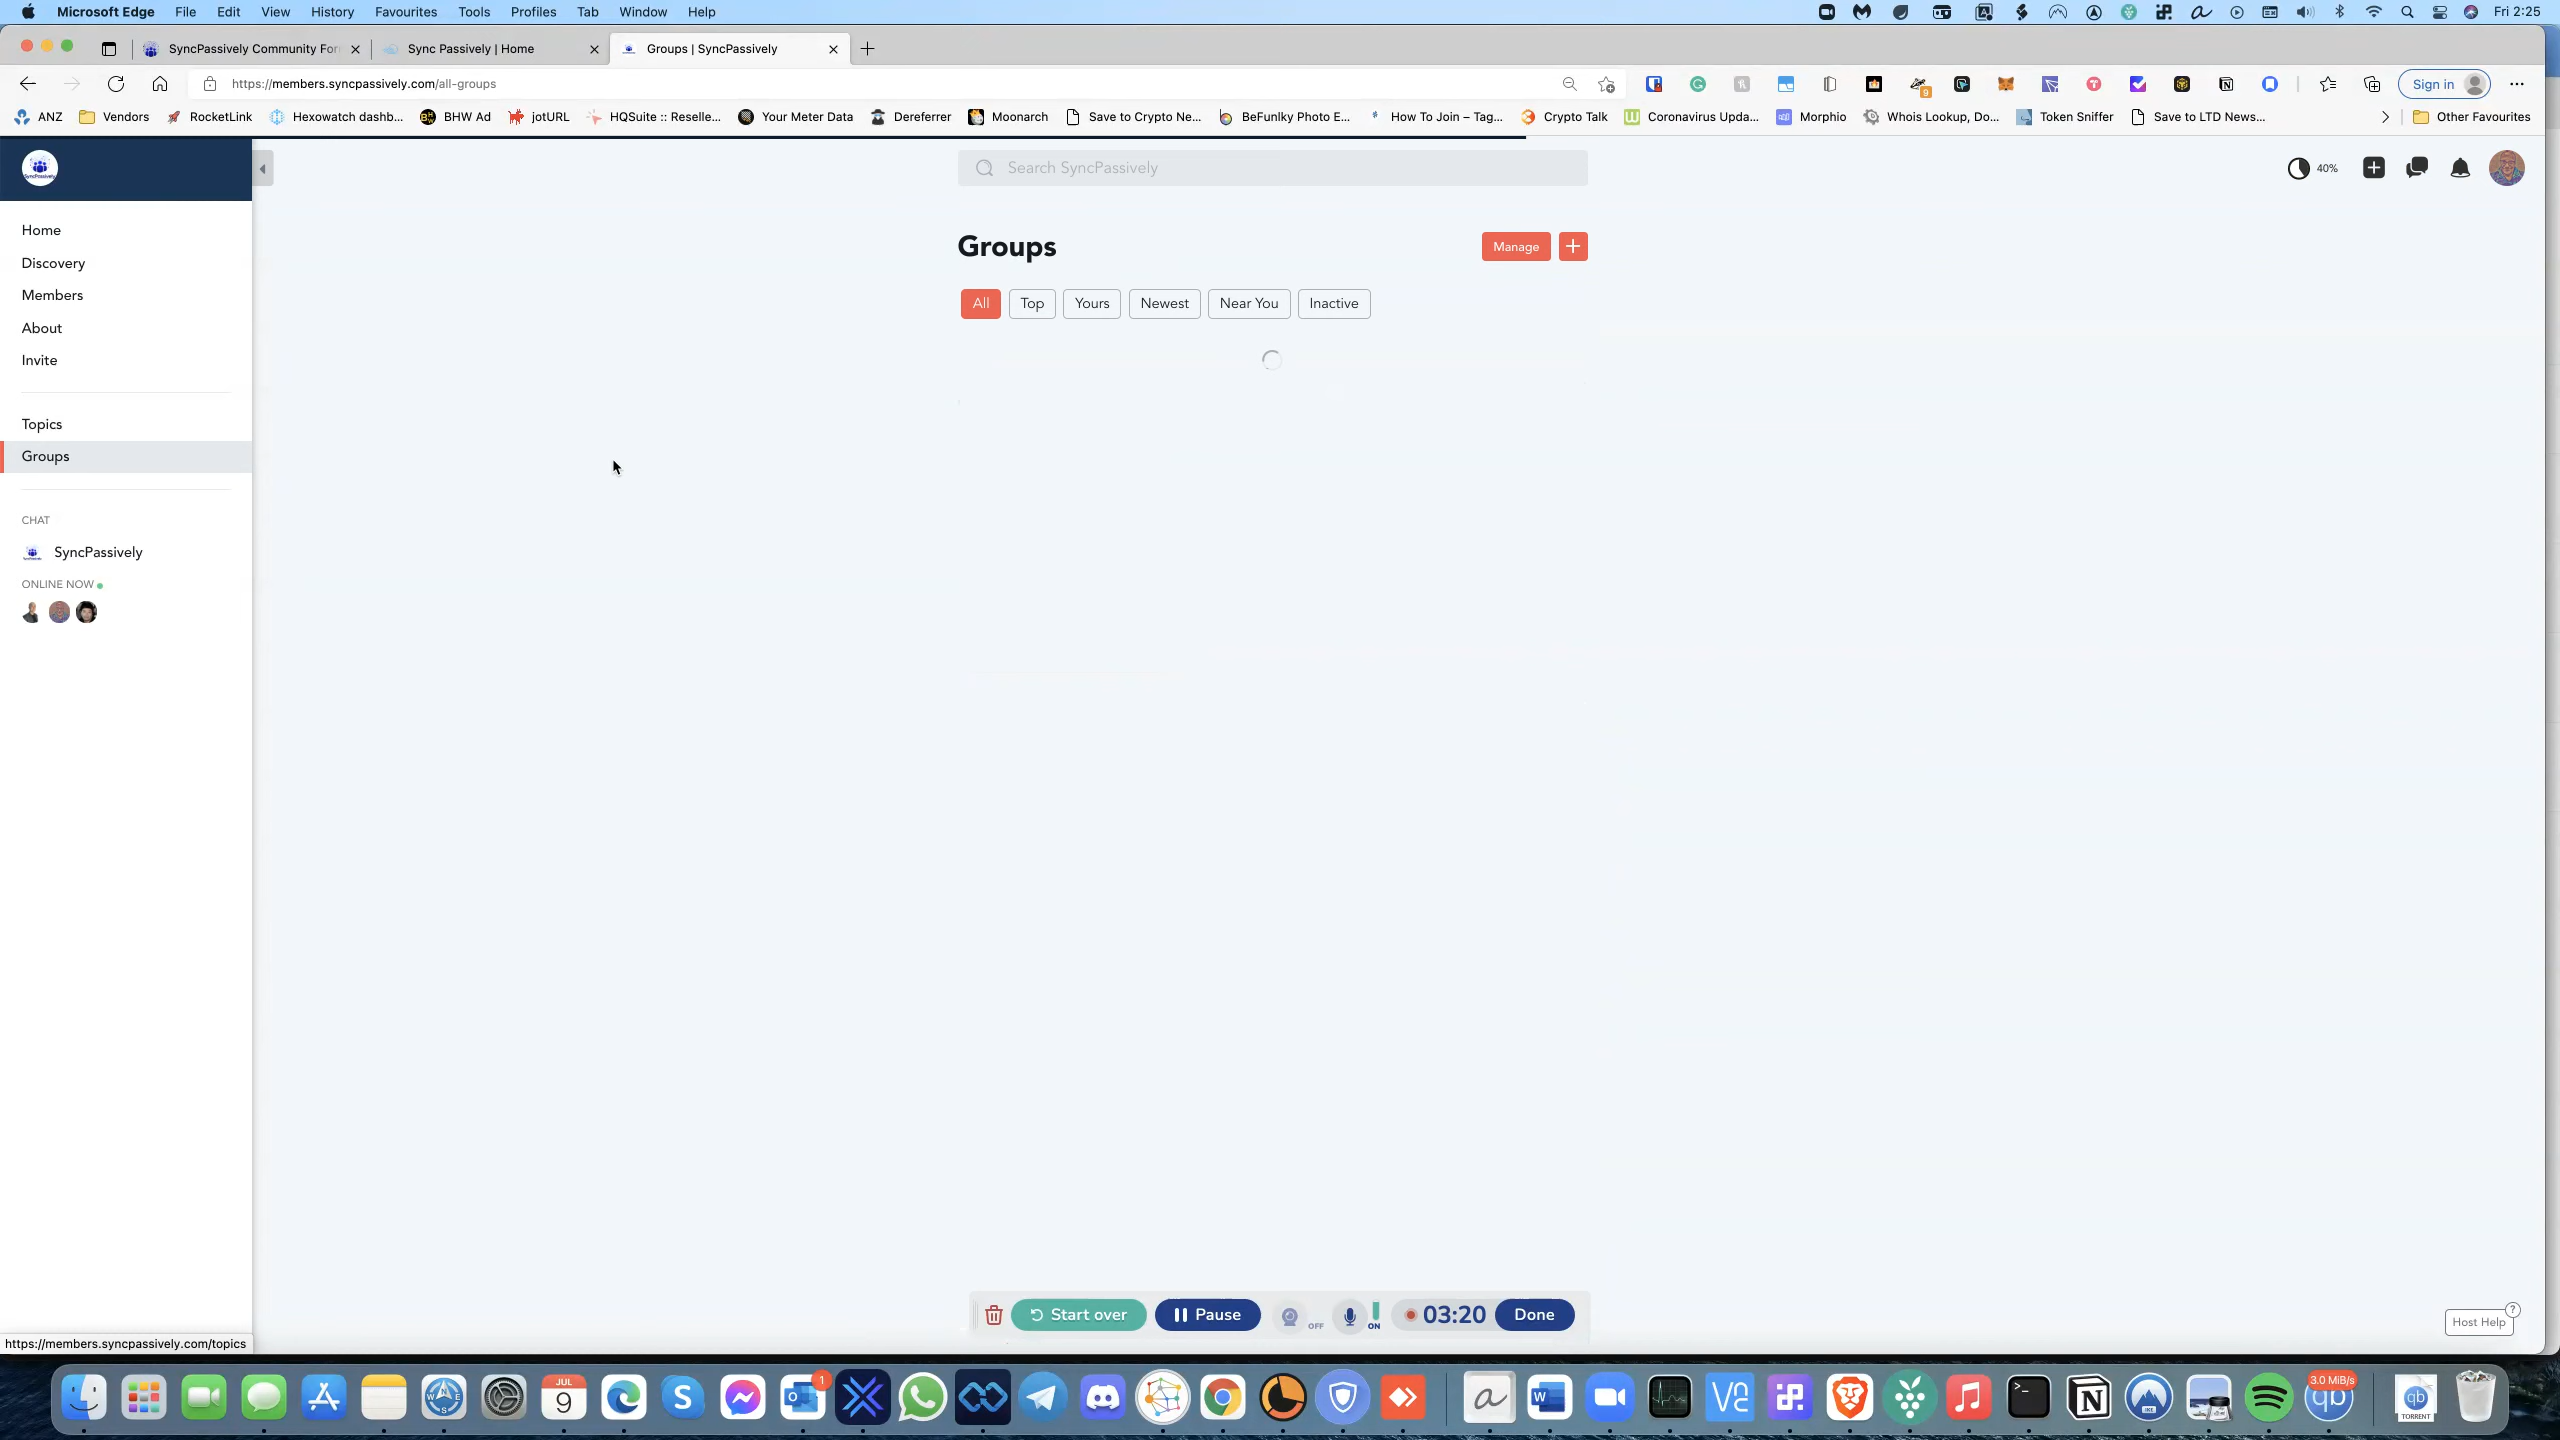 Microsoft Edge File Edit View History Favourites Tools Profiles Tab Window Help Fri 2:25
SyncPassively Community For Sync Passively | Home Groups | SyncPassively
https://members.syncpassively.com/all-groups Sign in
ANZ Vendors RocketLink Hexowatch dashb... BHW Ad jotURL HQSuite :: Reselle... Your Meter Data Dereferrer Moonarch Save to Crypto Ne... BeFunlky Photo E... How To Join – Tag... Crypto Talk Coronavirus Upda... Morphio Whois Lookup, Do... Token Sniffer Save to LTD News... Other Favourites
Search SyncPassively
40%
Home
Discovery
Members
About
Invite
Topics
Groups
CHAT
SyncPassively
ONLINE NOW
Groups
Manage
All Top Yours Newest Near You Inactive
Start over Pause OFF ON 03:20 Done
Host Help ?
https://members.syncpassively.com/topics
JUL
9
1
3.0 MiB/s
TORRENT